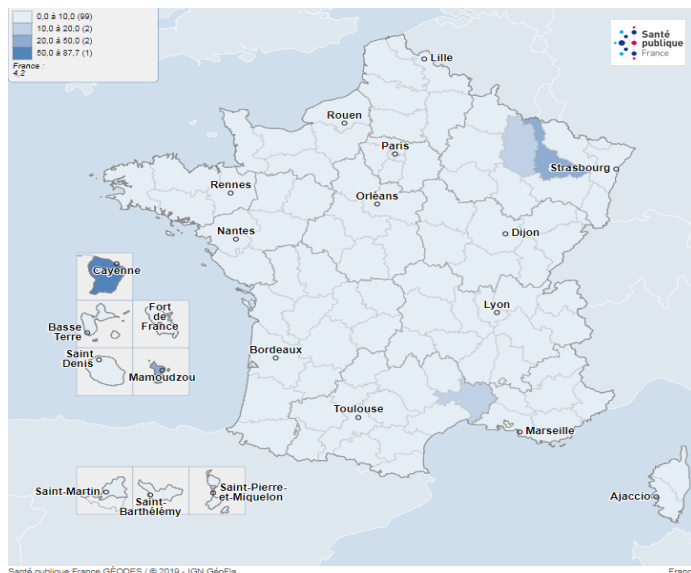 0,0 à 10,0 (99)
10,0 à 20,0 (2)
20,0 à 50,0 (2)
50,0 à 87,7 (1)
France :
4,2
Santé
publique
France
Lille
Rouen
Paris
Strasbourg
Rennes
Orléans
Nantes
Dijon
Cayenne
Lyon
Fort
de
France
Basse
Terre
Saint
Denis
Mamoudzou
Bordeaux
Toulouse
Marseille
Saint-Martin
Saint-
Barthélémy
Saint-Pierre-
et-Miquelon
Ajaccio
Santé publique France GÉODES / © 2019 - IGN GéoFla
Franc